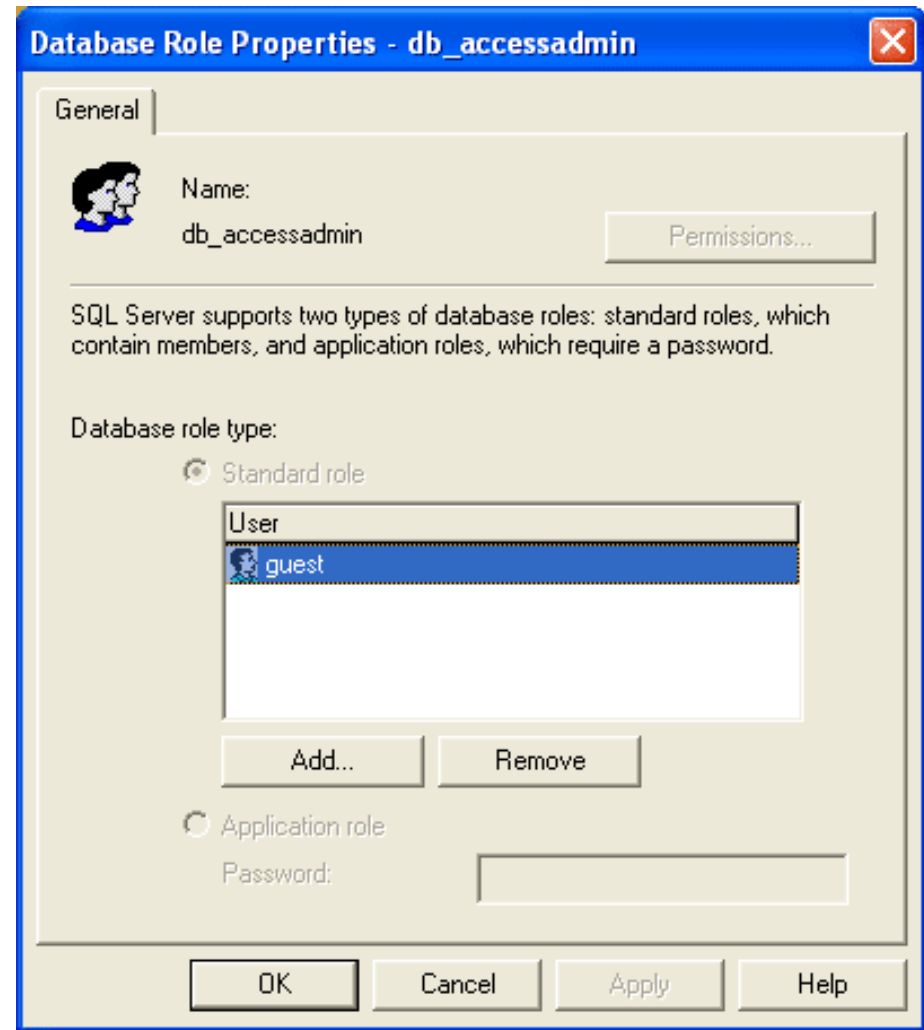 Database Role Properties - db_accessadmin
General
Name:
db_accessadmin
Permissions...
SQL Server supports two types of database roles: standard roles, which
contain members, and application roles, which require a password.
Database role type:
Standard role
User
guest
Add...
Remove
Application role
Password:
OK
Cancel
Apply
Help